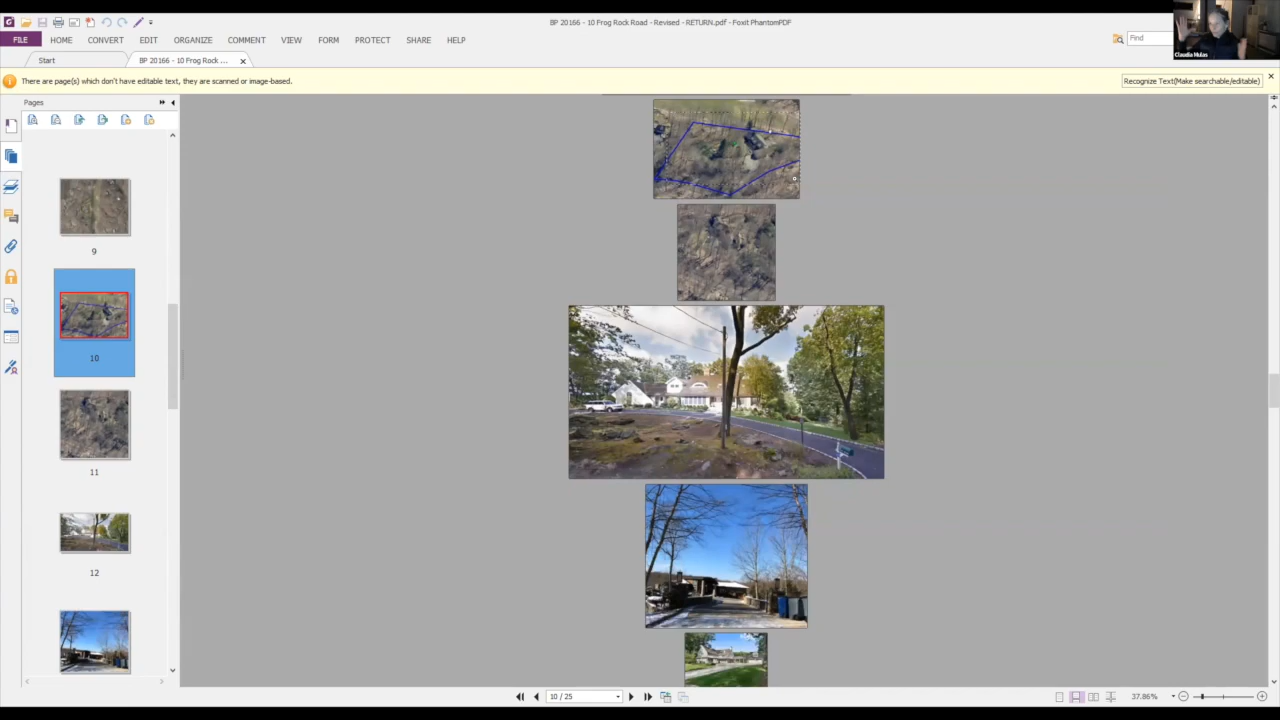 BP 20166 - 10 Frog Rock Road - Revised - RETURN.pdf - Foxit PhantomPDF
FILE HOME CONVERT EDIT ORGANIZE COMMENT VIEW FORM PROTECT SHARE HELP
Find
Claudia Mulas
Start
BP 20166 - 10 Frog Rock ...
There are page(s) which don't have editable text, they are scanned or image-based.
Recognize Text(Make searchable/editable)
Pages
9
10
11
12
10 / 25
37.86%